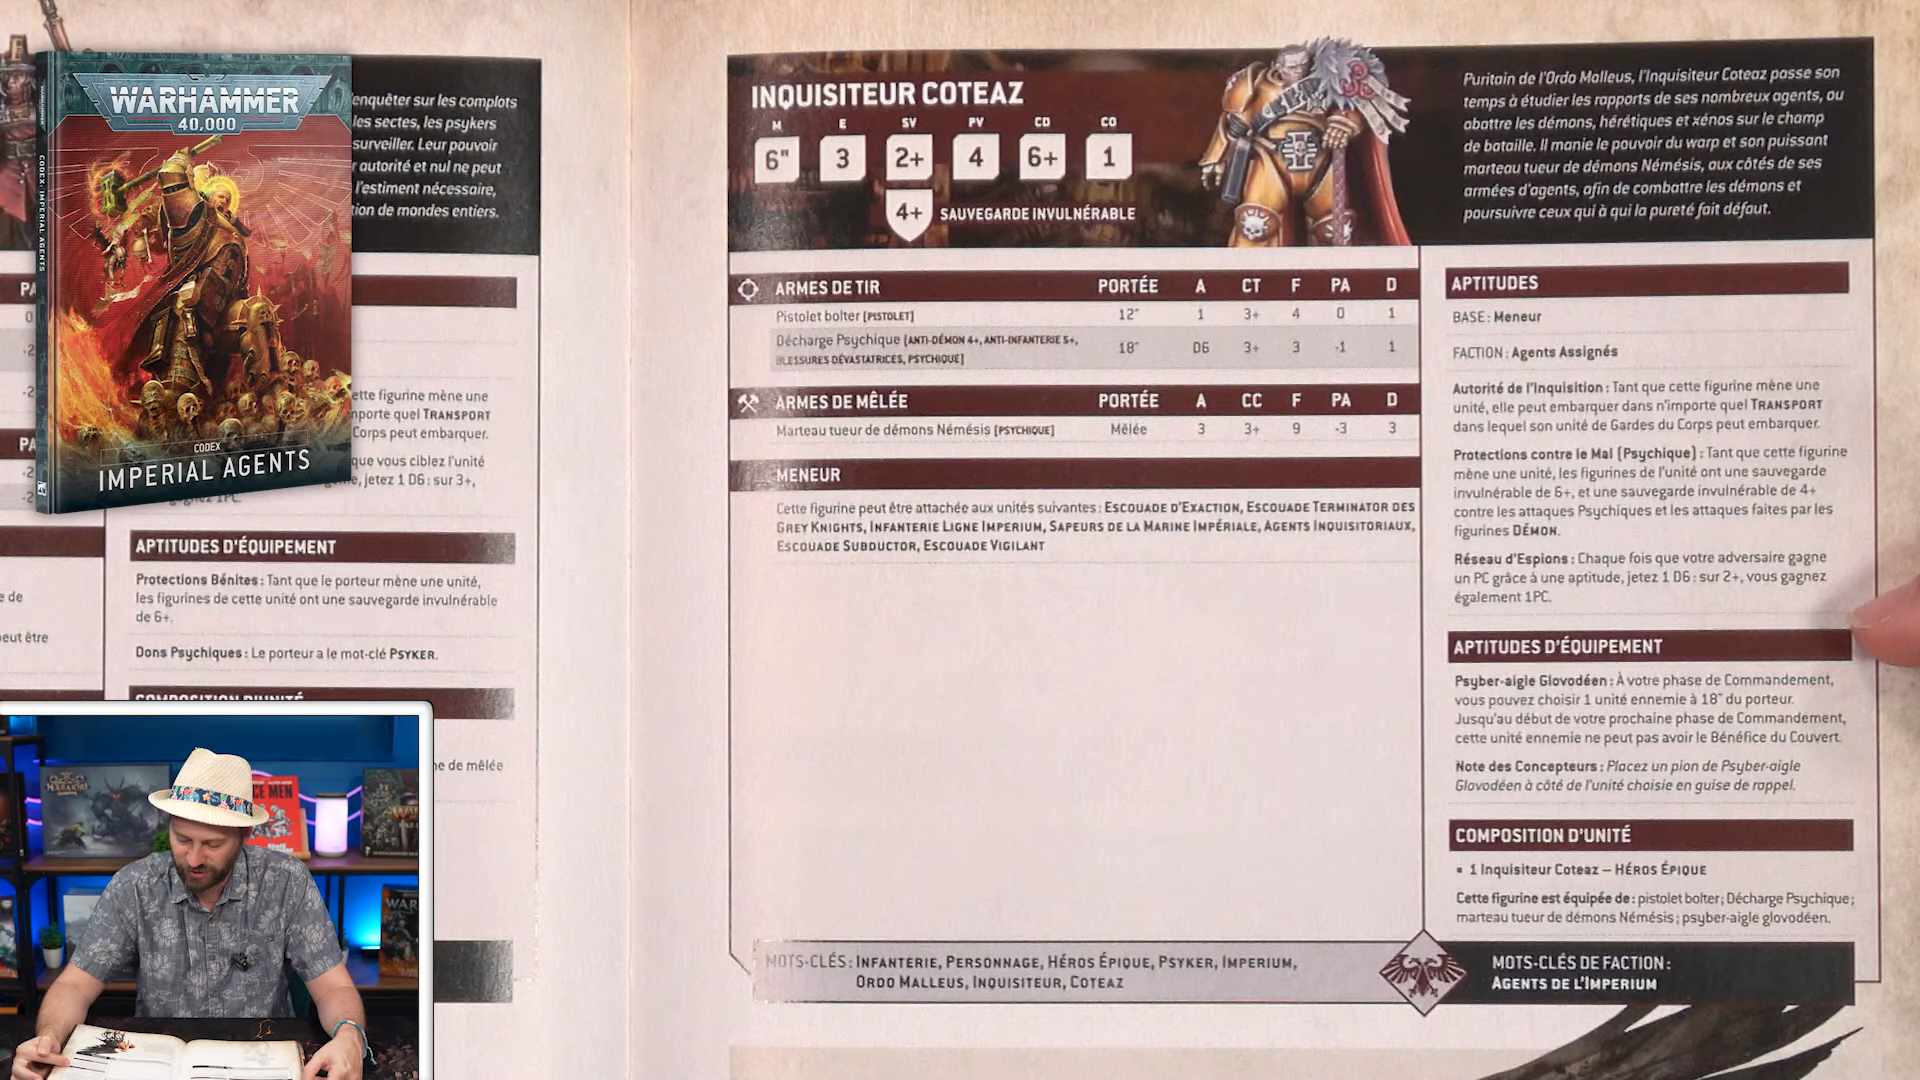 WARHAMMER
40,000
CODEX: IMPERIAL AGENTS
CODEX
IMPERIAL AGENTS
enquêter sur les complots
les sectes, les psykers
surveiller. Leur pouvoir
autorité et nul ne peut
l'estiment nécessaire,
tion de mondes entiers.
PA
0
-2
-2
PA
-2
-2
ette figurine mène une
mporte quel TRANSPORT
Corps peut embarquer.
que vous ciblez l'unité
, jetez 1 D6 : sur 3+,
1PC.
e de
eut être
APTITUDES D'ÉQUIPEMENT
Protections Bénites : Tant que le porteur mène une unité,
les figurines de cette unité ont une sauvegarde invulnérable
de 6+.
Dons Psychiques : Le porteur a le mot-clé PSYKER.
COMPOSITION D'UNITÉ
ne de mêlée
INQUISITEUR COTEAZ
M E SV PV CD CO
6" 3 2+ 4 6+ 1
4+ SAUVEGARDE INVULNÉRABLE
Puritain de l'Ordo Malleus, l'Inquisiteur Coteaz passe son
temps à étudier les rapports de ses nombreux agents, ou
abattre les démons, hérétiques et xénos sur le champ
de bataille. Il manie le pouvoir du warp et son puissant
marteau tueur de démons Némésis, aux côtés de ses
armées d'agents, afin de combattre les démons et
poursuivre ceux qui à qui la pureté fait défaut.
ARMES DE TIR PORTÉE A CT F PA D
Pistolet bolter [PISTOLET] 12" 1 3+ 4 0 1
Décharge Psychique [ANTI-DÉMON 4+, ANTI-INFANTERIE 5+,
BLESSURES DÉVASTATRICES, PSYCHIQUE] 18" D6 3+ 3 -1 1
ARMES DE MÊLÉE PORTÉE A CC F PA D
Marteau tueur de démons Némésis [PSYCHIQUE] Mêlée 3 3+ 9 -3 3
MENEUR
Cette figurine peut être attachée aux unités suivantes : ESCOUADE D'EXACTION, ESCOUADE TERMINATOR DES
GREY KNIGHTS, INFANTERIE LIGNE IMPERIUM, SAPEURS DE LA MARINE IMPÉRIALE, AGENTS INQUISITORIAUX,
ESCOUADE SUBDUCTOR, ESCOUADE VIGILANT
MOTS-CLÉS : INFANTERIE, PERSONNAGE, HÉROS ÉPIQUE, PSYKER, IMPERIUM,
ORDO MALLEUS, INQUISITEUR, COTEAZ
APTITUDES
BASE : Meneur
FACTION : Agents Assignés
Autorité de l'Inquisition : Tant que cette figurine mène une
unité, elle peut embarquer dans n'importe quel TRANSPORT
dans lequel son unité de Gardes du Corps peut embarquer.
Protections contre le Mal (Psychique) : Tant que cette figurine
mène une unité, les figurines de l'unité ont une sauvegarde
invulnérable de 6+, et une sauvegarde invulnérable de 4+
contre les attaques Psychiques et les attaques faites par les
figurines DÉMON.
Réseau d'Espions : Chaque fois que votre adversaire gagne
un PC grâce à une aptitude, jetez 1 D6 : sur 2+, vous gagnez
également 1PC.
APTITUDES D'ÉQUIPEMENT
Psyber-aigle Glovodéen : À votre phase de Commandement,
vous pouvez choisir 1 unité ennemie à 18" du porteur.
Jusqu'au début de votre prochaine phase de Commandement,
cette unité ennemie ne peut pas avoir le Bénéfice du Couvert.
Note des Concepteurs : Placez un pion de Psyber-aigle
Glovodéen à côté de l'unité choisie en guise de rappel.
COMPOSITION D'UNITÉ
▪ 1 Inquisiteur Coteaz – HÉROS ÉPIQUE
Cette figurine est équipée de : pistolet bolter ; Décharge Psychique ;
marteau tueur de démons Némésis ; psyber-aigle glovodéen.
MOTS-CLÉS DE FACTION :
AGENTS DE L'IMPERIUM